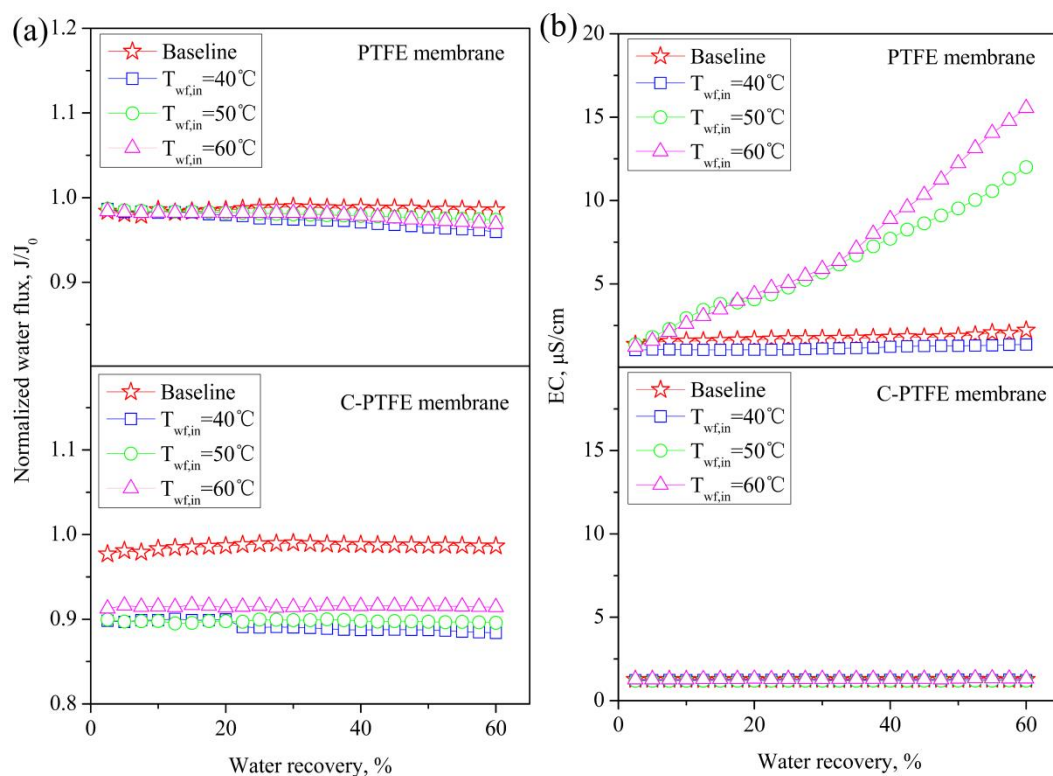 (a)
1.2
1.1
1.0
0.9
PTFE membrane
Baseline
T_wf,in=40℃
T_wf,in=50℃
T_wf,in=60℃
Normalized water flux, J/J_0
1.1
1.0
0.9
0.8
C-PTFE membrane
Baseline
T_wf,in=40℃
T_wf,in=50℃
T_wf,in=60℃
0 20 40 60
Water recovery, %
(b)
20
15
10
5
PTFE membrane
Baseline
T_wf,in=40℃
T_wf,in=50℃
T_wf,in=60℃
EC, μS/cm
15
10
5
0
C-PTFE membrane
Baseline
T_wf,in=40℃
T_wf,in=50℃
T_wf,in=60℃
0 20 40 60
Water recovery, %